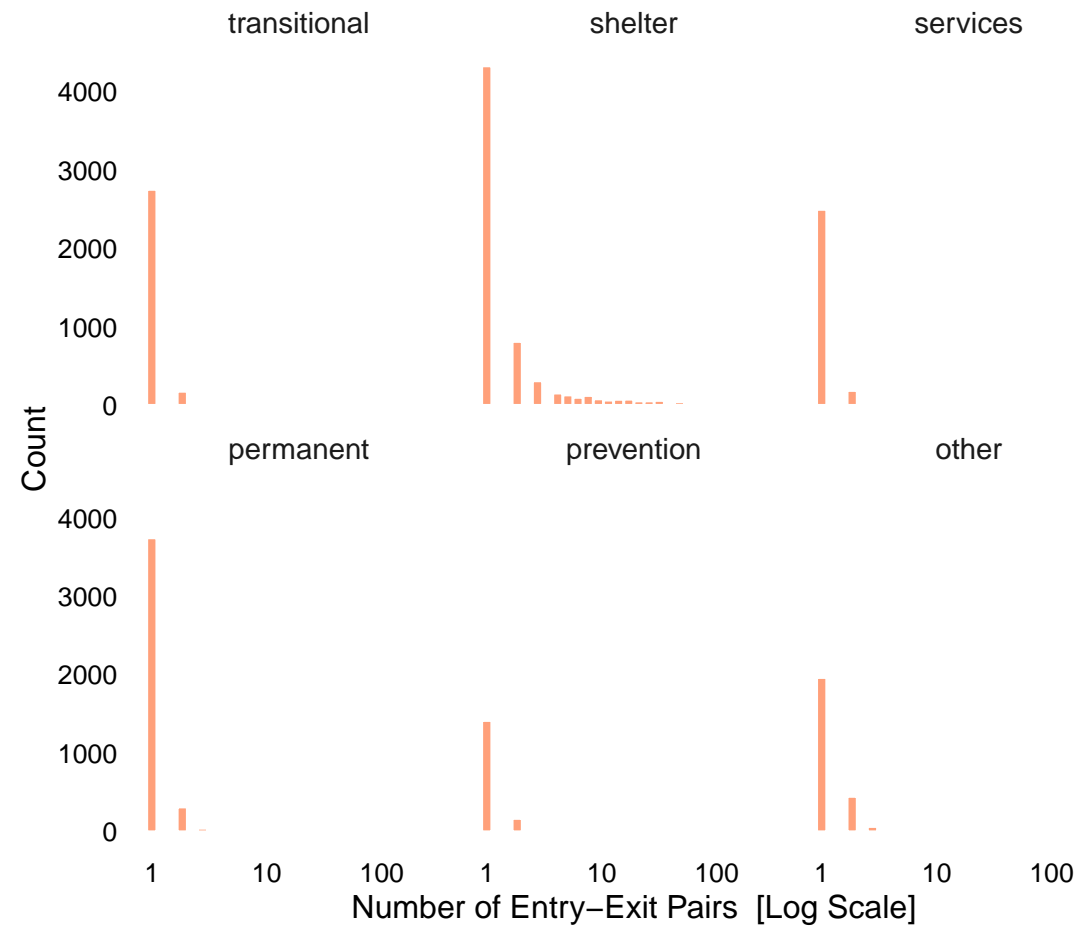 transitional shelter services
4000
3000
2000
1000
0
Count
permanent prevention other
4000
3000
2000
1000
0
1 10 100 1 10 100 1 10 100
Number of Entry−Exit Pairs [Log Scale]